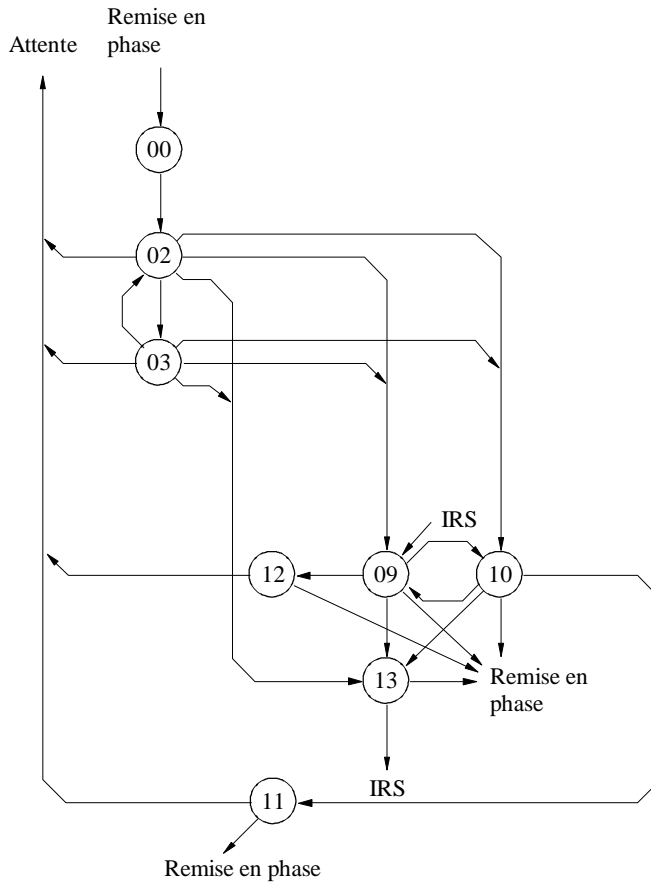 Remise en
phase
Attente
00
02
03
IRS
12
09
10
13
Remise en
phase
11
IRS
Remise en phase